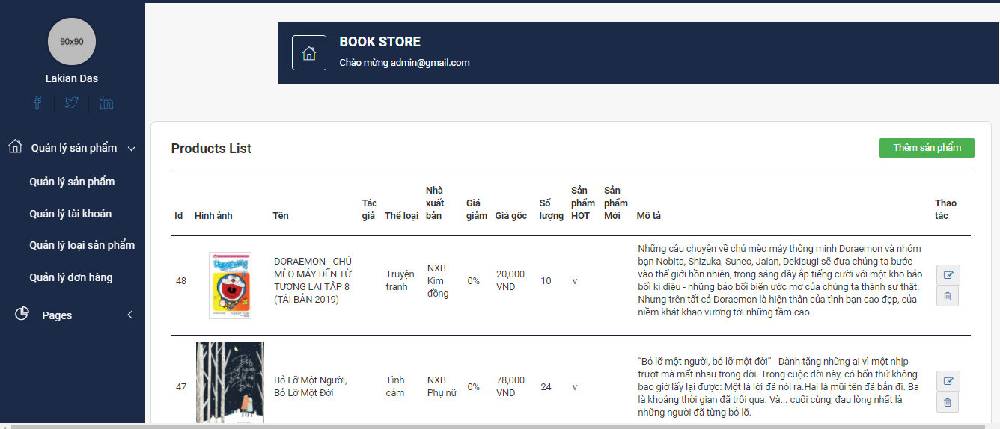 90x90
Lakian Das
Quản lý sản phẩm
Quản lý sản phẩm
Quản lý tài khoản
Quản lý loại sản phẩm
Quản lý đơn hàng
Pages
BOOK STORE
Chào mừng admin@gmail.com
Products List
Thêm sản phẩm
Id
Hình ảnh
Tên
Tác
giả
Thể loại
Nhà
xuất
bản
Giá
giảm
Giá gốc
Số
lượng
Sản
phẩm
HOT
Sản
phẩm
Mới
Mô tả
Thao
tác
48
DORAEMON - CHÚ
MÈO MÁY ĐẾN TỪ
TƯƠNG LAI TẬP 8
(TÁI BẢN 2019)
Truyện
tranh
NXB
Kim
đồng
0%
20,000
VND
10
v
Những câu chuyện về chú mèo máy thông minh Doraemon và nhóm
bạn Nobita, Shizuka, Suneo, Jaian, Dekisugi sẽ đưa chúng ta bước
vào thế giới hồn nhiên, trong sáng đầy ắp tiếng cười với một kho bảo
bối kì diệu - những bảo bối biến ước mơ của chúng ta thành sự thật.
Nhưng trên tất cả Doraemon là hiện thân của tình bạn cao đẹp, của
niềm khát khao vương tới những tầm cao.
47
Bỏ Lỡ Một Người,
Bỏ Lỡ Một Đời
Tình
cảm
NXB
Phụ nữ
0%
78,000
VND
24
v
“Bỏ lỡ một người, bỏ lỡ một đời” - Dành tặng những ai vì một nhịp
trượt mà mất nhau trong đời. Trong cuộc đời này, có bốn thứ không
bao giờ lấy lại được: Một là lời đã nói ra.Hai là mũi tên đã bắn đi. Ba
là khoảng thời gian đã trôi qua. Và... cuối cùng, đau lòng nhất là
những người đã từng bỏ lỡ.